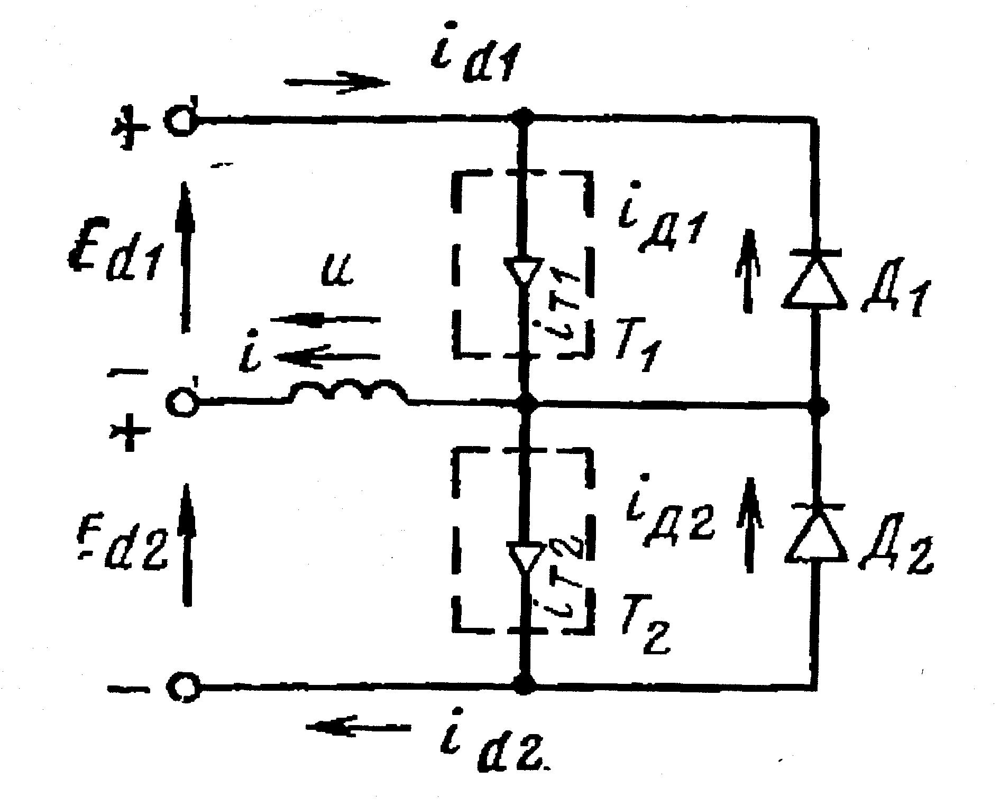 i d1
+
E d1
i Д1
Д1
u
i T1
i
T1
−
+
i Д2
E d2
Д2
i T2
T2
−
i d2